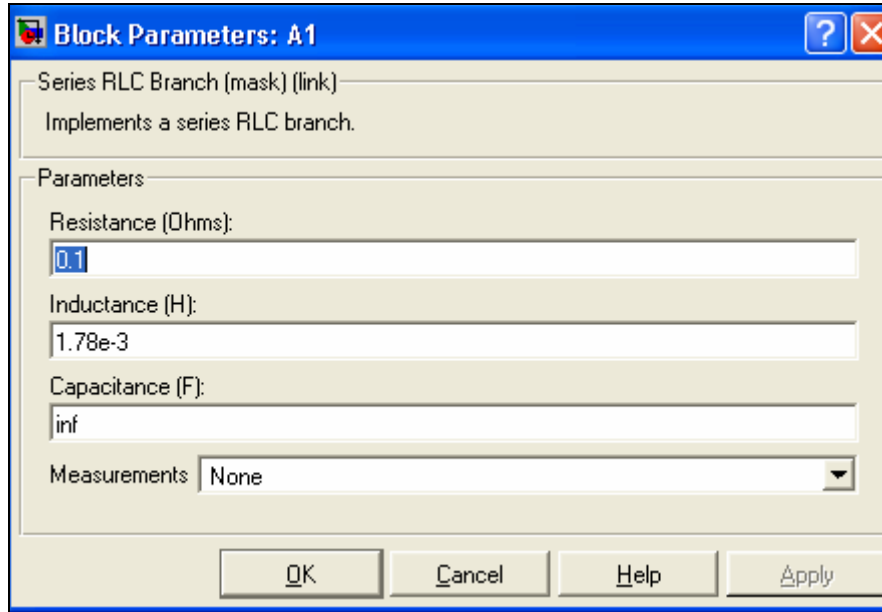 Block Parameters: A1
Series RLC Branch (mask) (link)
Implements a series RLC branch.
Parameters
Resistance (Ohms):
0.1
Inductance (H):
1.78e-3
Capacitance (F):
inf
Measurements None
OK Cancel Help Apply